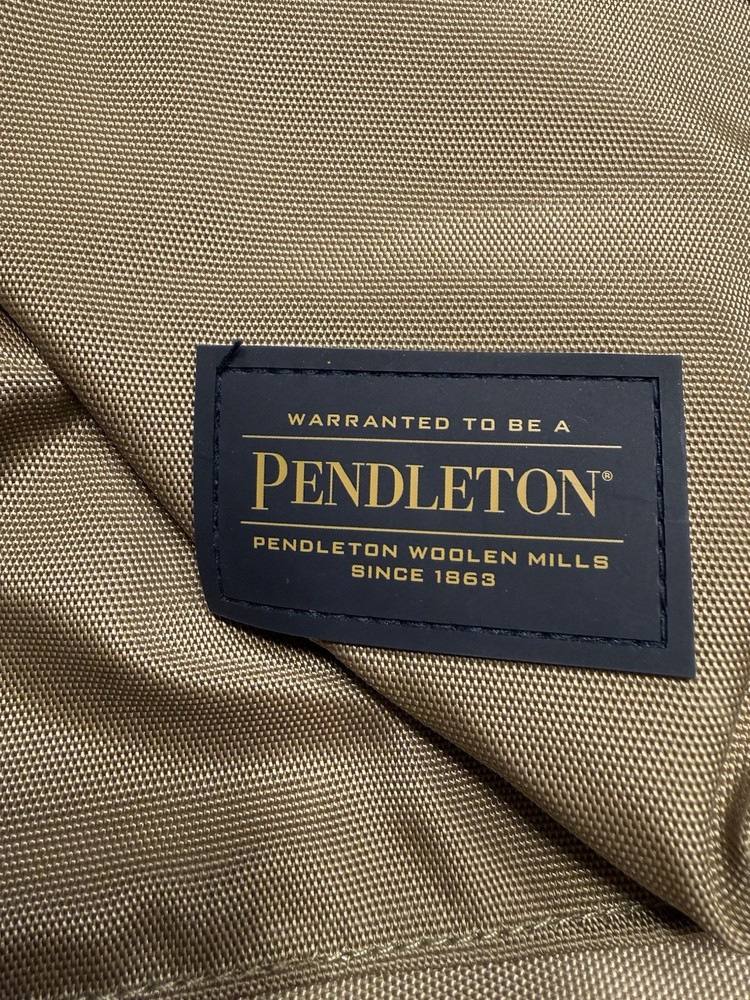 WARRANTED TO BE A
PENDLETON®
PENDLETON WOOLEN MILLS
SINCE 1863